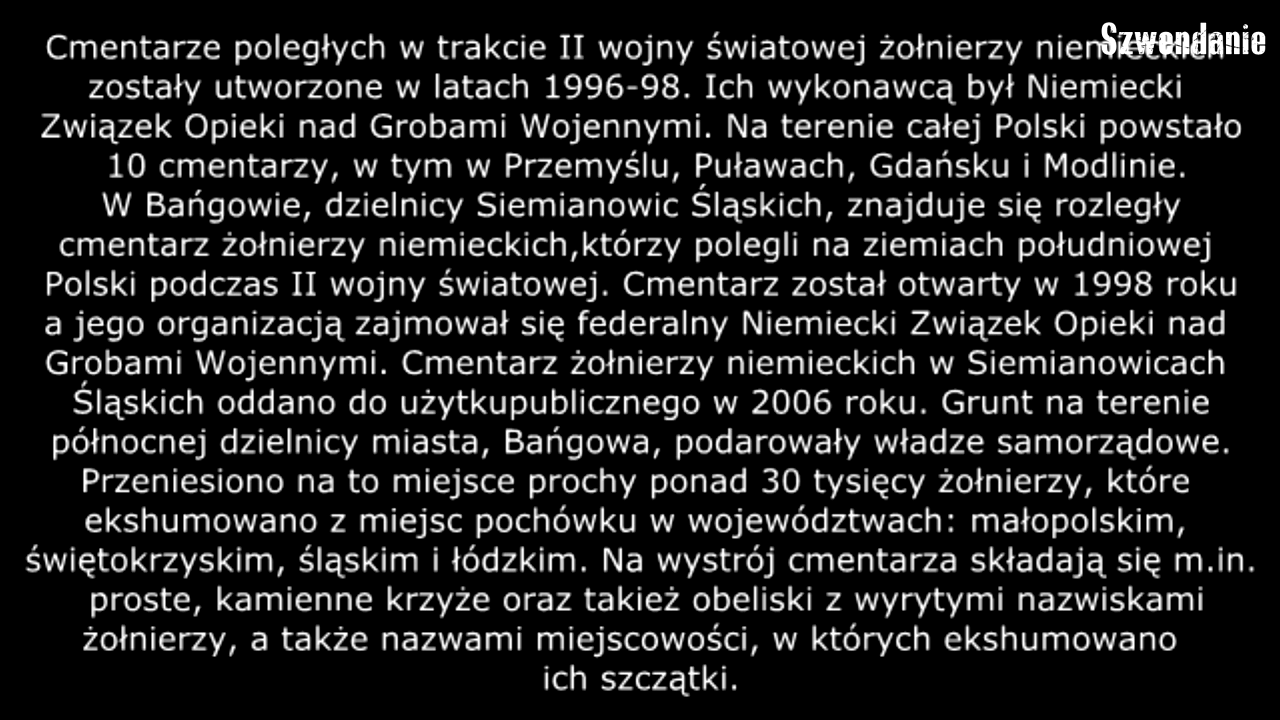 Szwendanie
Cmentarze poległych w trakcie II wojny światowej żołnierzy niemieckich
zostały utworzone w latach 1996-98. Ich wykonawcą był Niemiecki
Związek Opieki nad Grobami Wojennymi. Na terenie całej Polski powstało
10 cmentarzy, w tym w Przemyślu, Puławach, Gdańsku i Modlinie.
W Bańgowie, dzielnicy Siemianowic Śląskich, znajduje się rozległy
cmentarz żołnierzy niemieckich,którzy polegli na ziemiach południowej
Polski podczas II wojny światowej. Cmentarz został otwarty w 1998 roku
a jego organizacją zajmował się federalny Niemiecki Związek Opieki nad
Grobami Wojennymi. Cmentarz żołnierzy niemieckich w Siemianowicach
Śląskich oddano do użytkupublicznego w 2006 roku. Grunt na terenie
północnej dzielnicy miasta, Bańgowa, podarowały władze samorządowe.
Przeniesiono na to miejsce prochy ponad 30 tysięcy żołnierzy, które
ekshumowano z miejsc pochówku w województwach: małopolskim,
świętokrzyskim, śląskim i łódzkim. Na wystrój cmentarza składają się m.in.
proste, kamienne krzyże oraz takież obeliski z wyrytymi nazwiskami
żołnierzy, a także nazwami miejscowości, w których ekshumowano
ich szczątki.